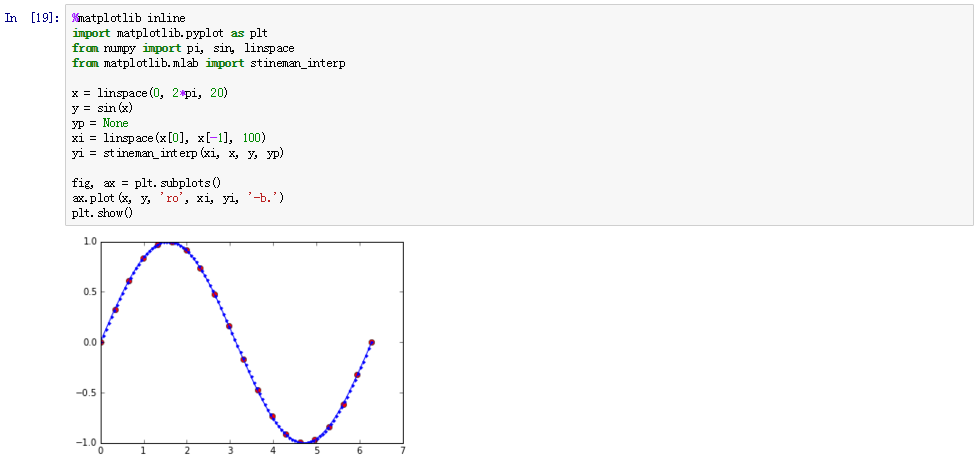 In [19]: %matplotlib inline
import matplotlib.pyplot as plt
from numpy import pi, sin, linspace
from matplotlib.mlab import stineman_interp
x = linspace(0, 2*pi, 20)
y = sin(x)
yp = None
xi = linspace(x[0], x[-1], 100)
yi = stineman_interp(xi, x, y, yp)
fig, ax = plt.subplots()
ax.plot(x, y, 'ro', xi, yi, '-b.')
plt.show()
1.0
0.5
0.0
−0.5
−1.0
0 1 2 3 4 5 6 7